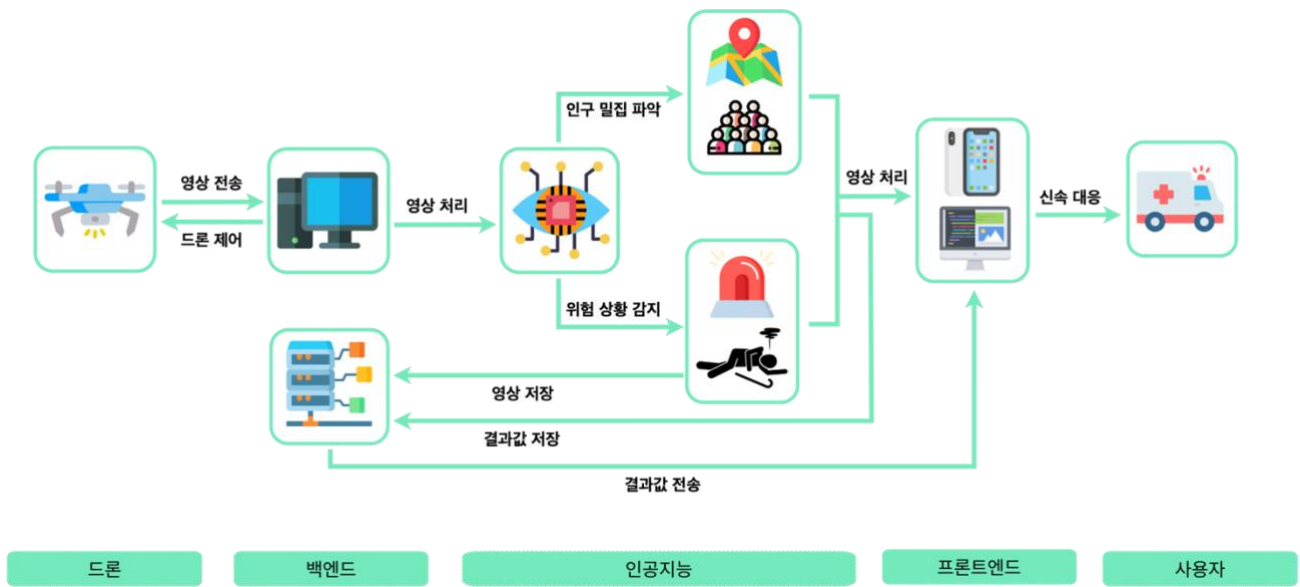 인구 밀집 파악
영상 전송
드론 제어
영상 처리
영상 처리
신속 대응
위험 상황 감지
영상 저장
결과값 저장
결과값 전송
드론
백엔드
인공지능
프론트엔드
사용자